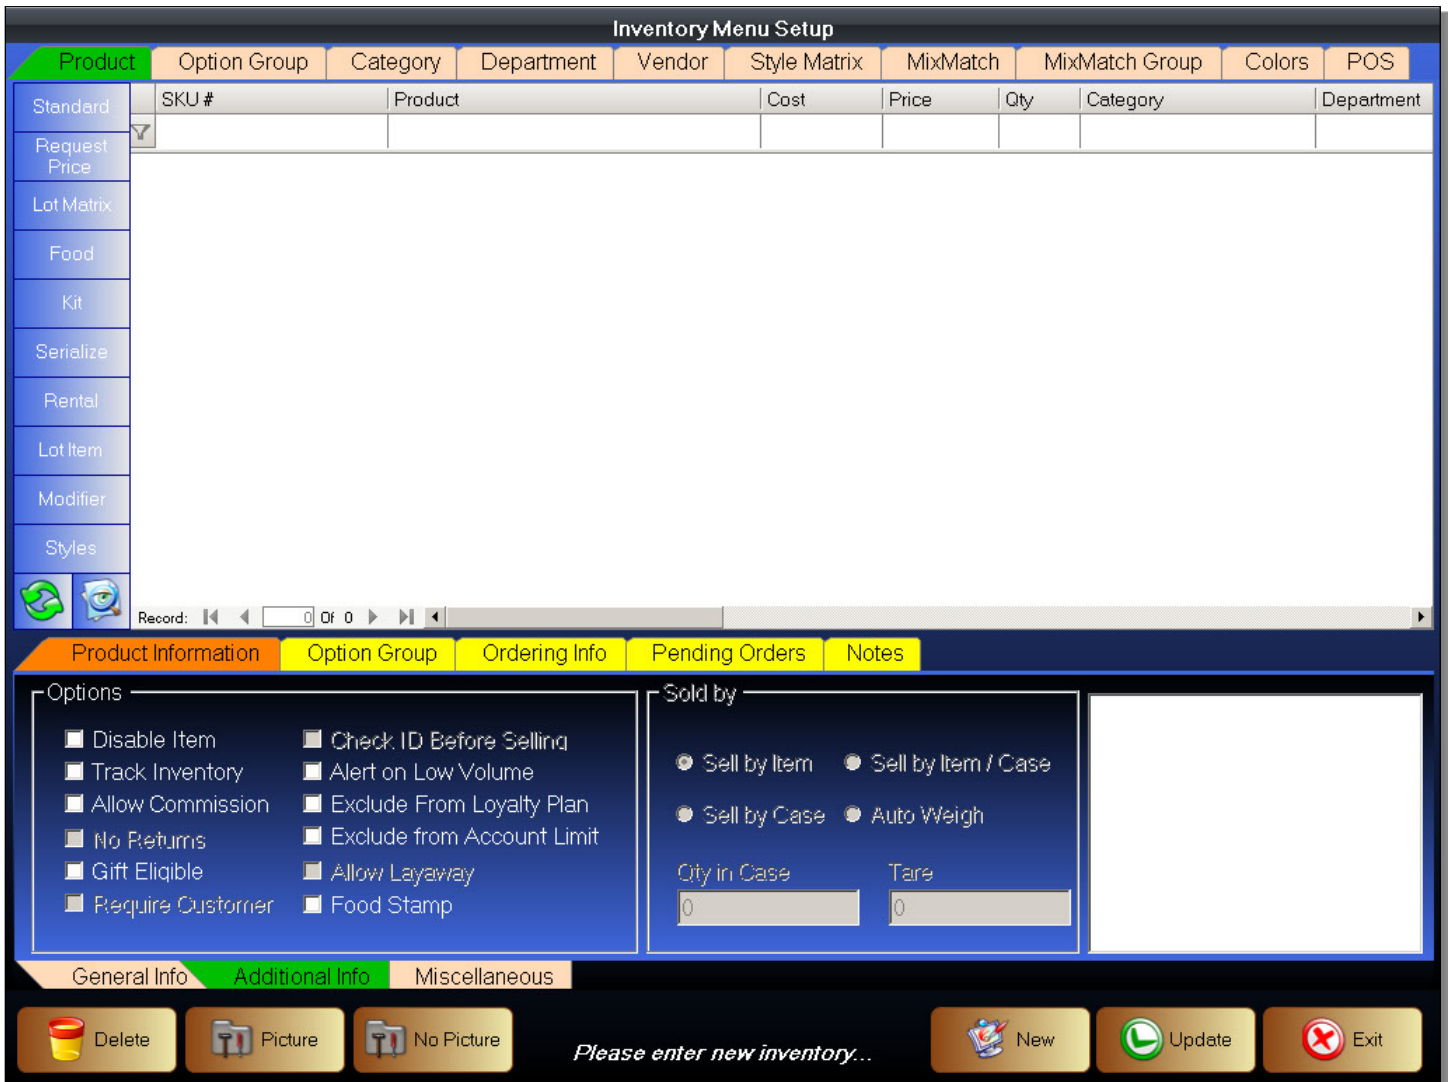 Inventory Menu Setup
Product Option Group Category Department Vendor Style Matrix MixMatch MixMatch Group Colors POS
SKU # Product Cost Price Qty Category Department
Standard
Request
Price
Lot Matrix
Food
Kit
Serialize
Rental
Lot Item
Modifier
Styles
Record: 0 Of 0
Product Information Option Group Ordering Info Pending Orders Notes
Options
Disable Item Check ID Before Selling
Track Inventory Alert on Low Volume
Allow Commission Exclude From Loyalty Plan
No Returns Exclude from Account Limit
Gift Eligible Allow Layaway
Require Customer Food Stamp
Sold by
Sell by Item Sell by Item / Case
Sell by Case Auto Weigh
Qty in Case Tare
0 0
General Info Additional Info Miscellaneous
Delete Picture No Picture Please enter new inventory... New Update Exit